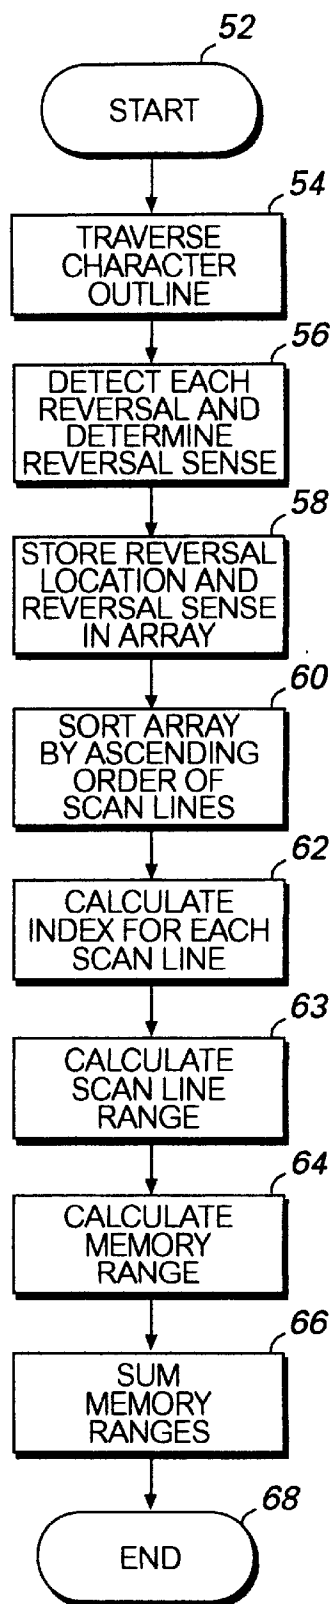 52
START
54
TRAVERSE
CHARACTER
OUTLINE
56
DETECT EACH
REVERSAL AND
DETERMINE
REVERSAL SENSE
58
STORE REVERSAL
LOCATION AND
REVERSAL SENSE
IN ARRAY
60
SORT ARRAY
BY ASCENDING
ORDER OF
SCAN LINES
62
CALCULATE
INDEX FOR EACH
SCAN LINE
63
CALCULATE
SCAN LINE
RANGE
64
CALCULATE
MEMORY
RANGE
66
SUM
MEMORY
RANGES
68
END